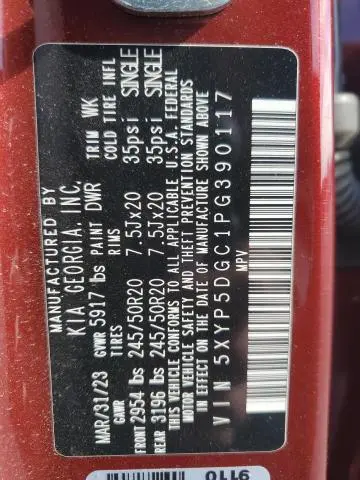 MANUFACTURED BY
KIA GEORGIA, INC.
MAR/31/23 GVWR 5917 lbs PAINT DWR TRIM WK
GAWR TIRES RIMS COLD TIRE INFL
FRONT 2954 lbs 245/50R20 7.5Jx20 35psi SINGLE
REAR 3196 lbs 245/50R20 7.5Jx20 35psi SINGLE
THIS VEHICLE CONFORMS TO ALL APPLICABLE U.S.A. FEDERAL
MOTOR VEHICLE SAFETY AND THEFT PREVENTION STANDARDS
IN EFFECT ON THE DATE OF MANUFACTURE SHOWN ABOVE
VIN 5XYP5DGC1PG390117
MPV
9110